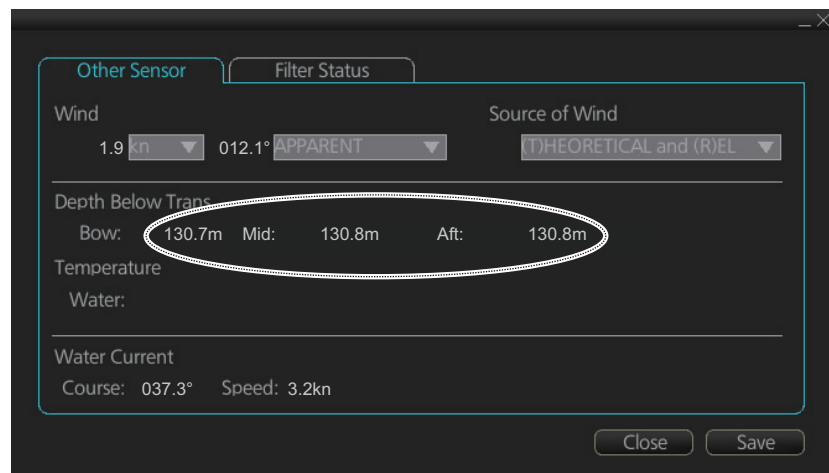 Other Sensor Filter Status
Wind Source of Wind
1.9 kn 012.1° APPARENT (T)HEORETICAL and (R)EL
Depth Below Trans
Bow: 130.7m Mid: 130.8m Aft: 130.8m
Temperature
Water:
Water Current
Course: 037.3° Speed: 3.2kn
Close Save